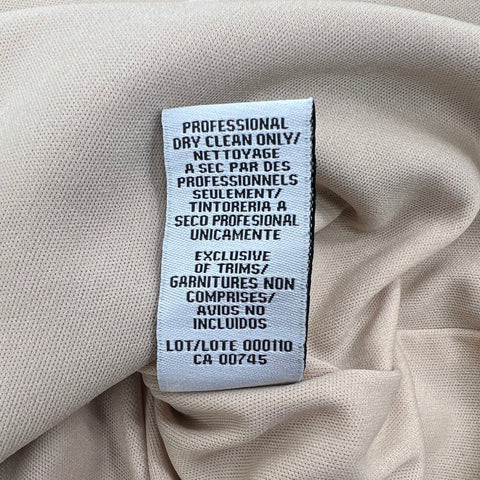 PROFESSIONAL
DRY CLEAN ONLY/
NETTOYAGE
A SEC PAR DES
PROFESSIONNELS
SEULEMENT/
TINTORERIA A
SECO PROFESIONAL
UNICAMENTE
EXCLUSIVE
OF TRIMS/
GARNITURES NON
COMPRISES/
AVIOS NO
INCLUIDOS
LOT/LOTE 000110
CA 00745